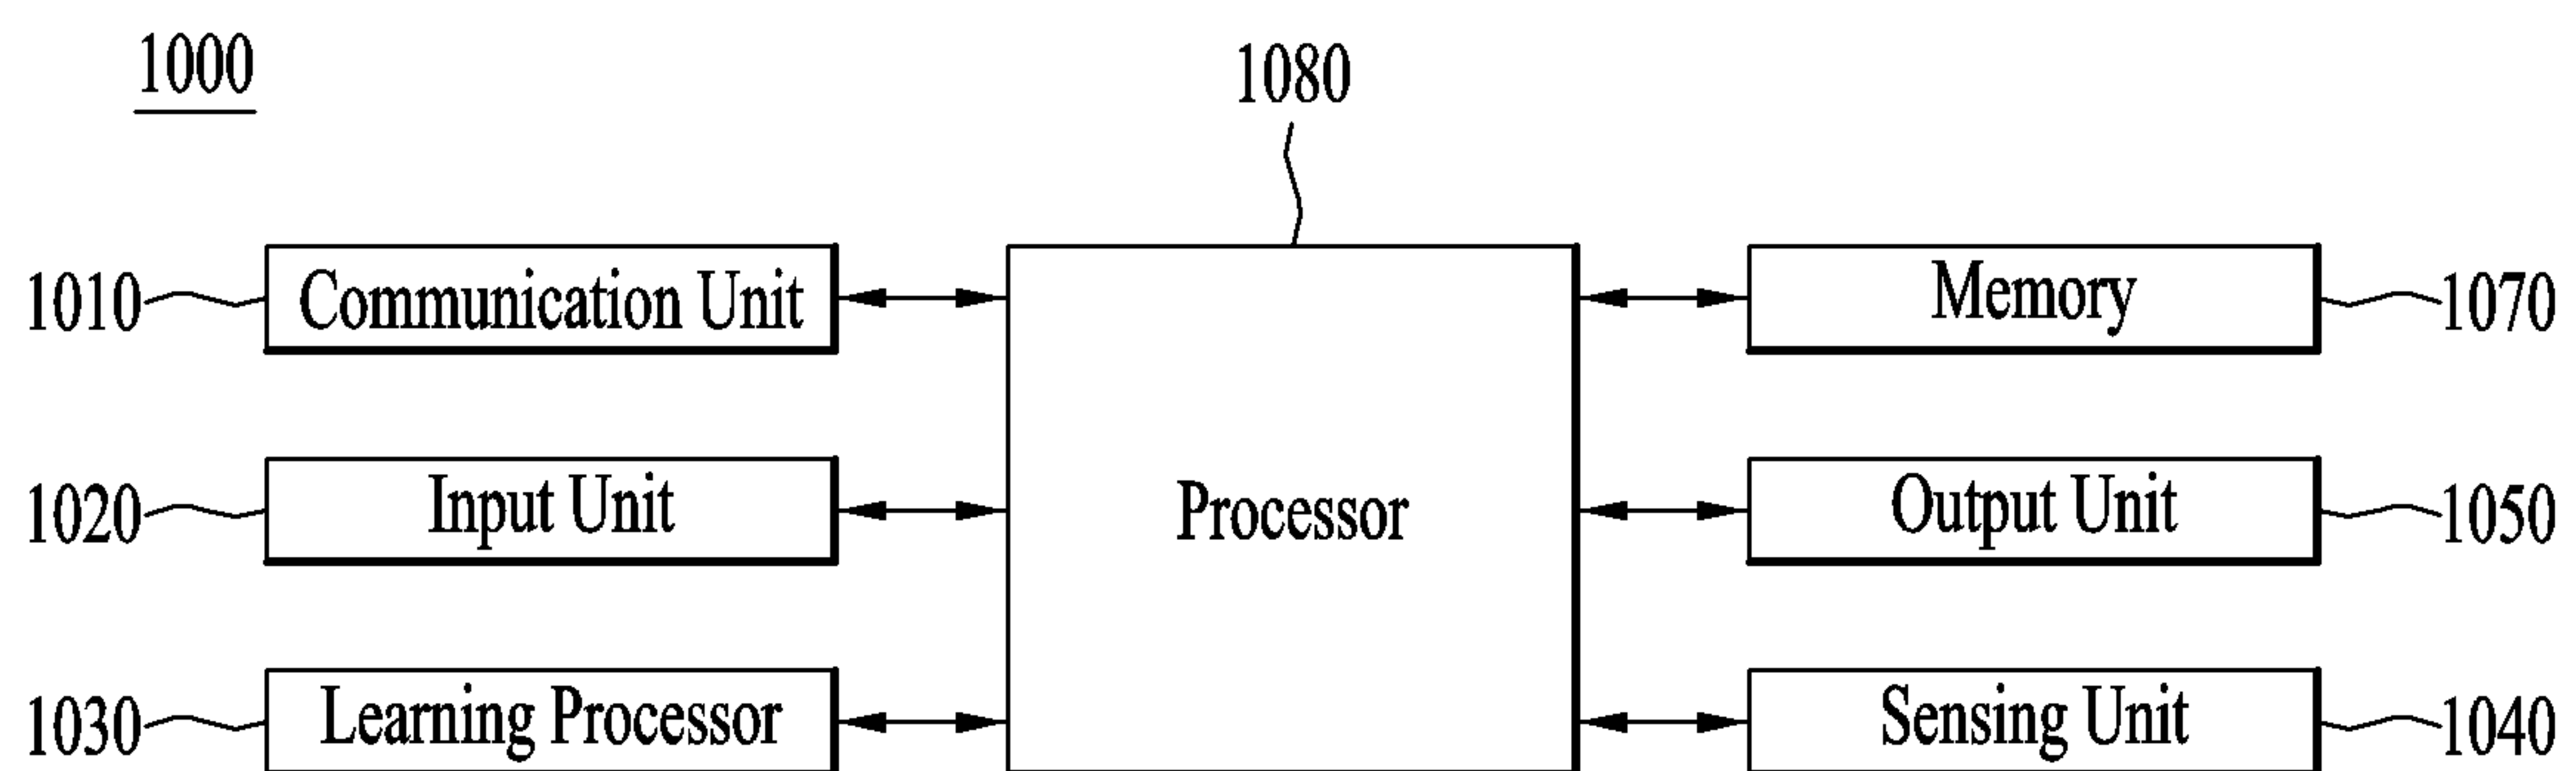 1000
1080
1010 Communication Unit Memory 1070
1020 Input Unit Processor Output Unit 1050
1030 Learning Processor Sensing Unit 1040